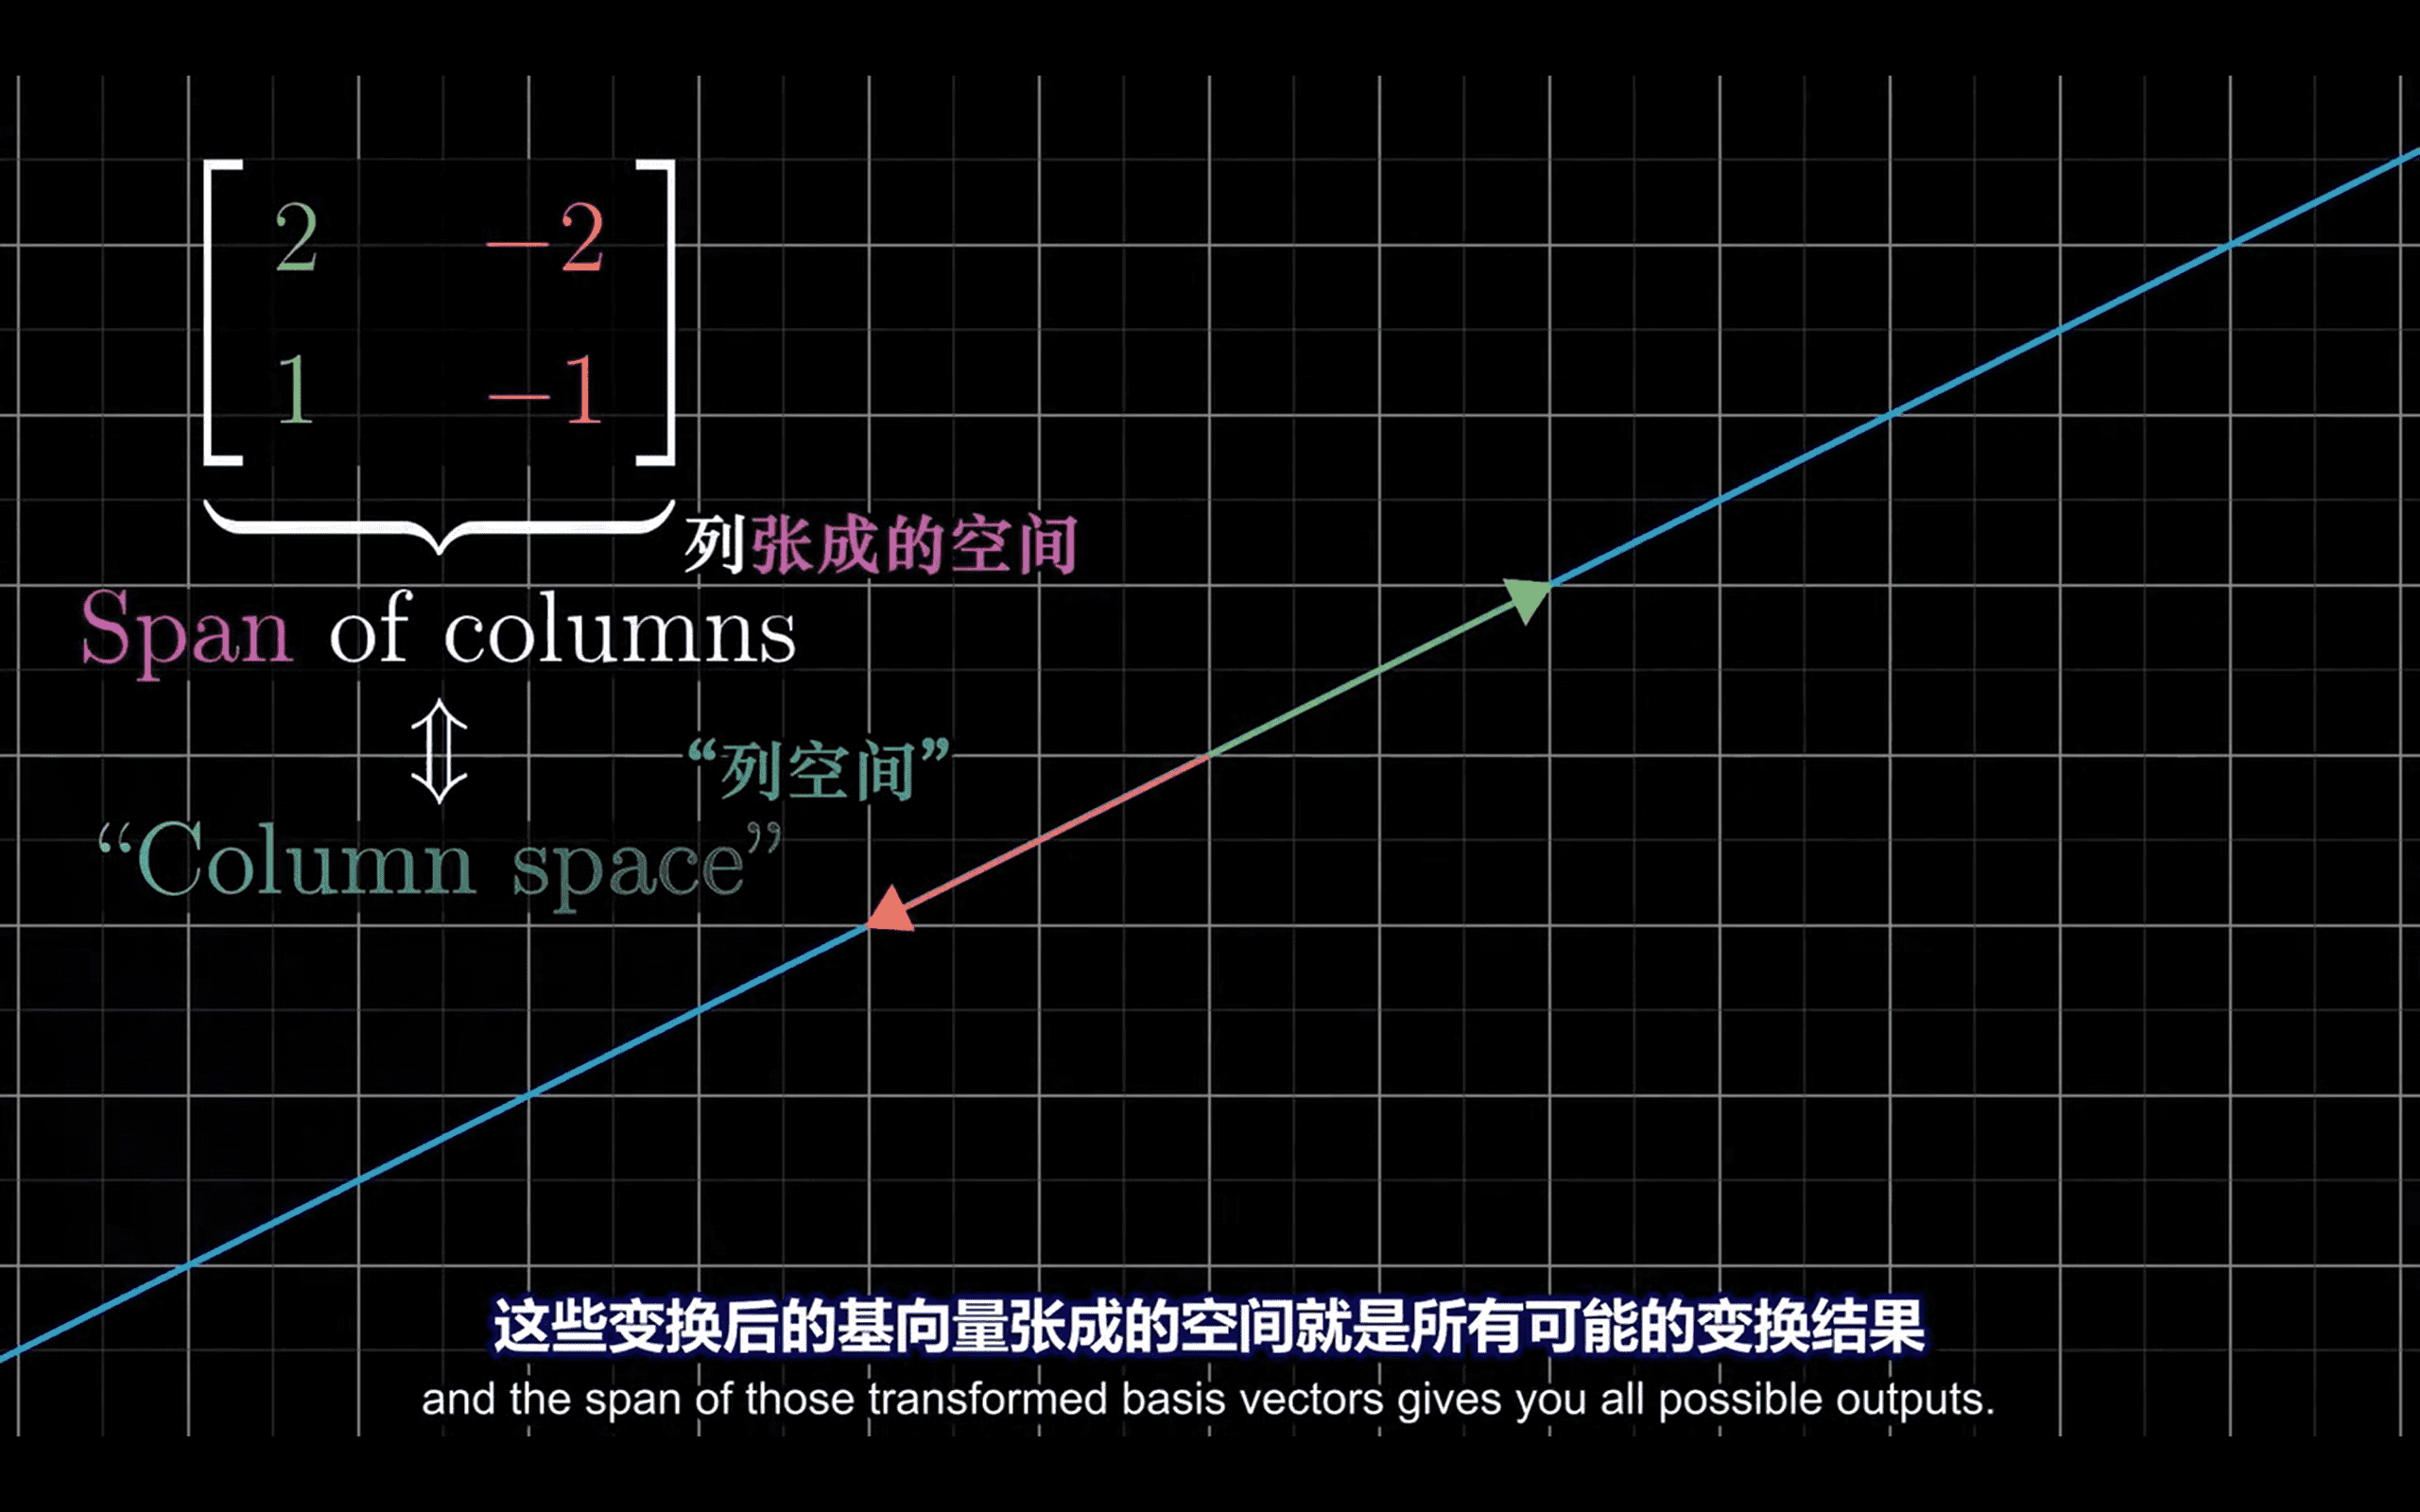 2 −2
1 −1
列张成的空间
Span of columns
“列空间”
“Column space”
这些变换后的基向量张成的空间就是所有可能的变换结果
and the span of those transformed basis vectors gives you all possible outputs.